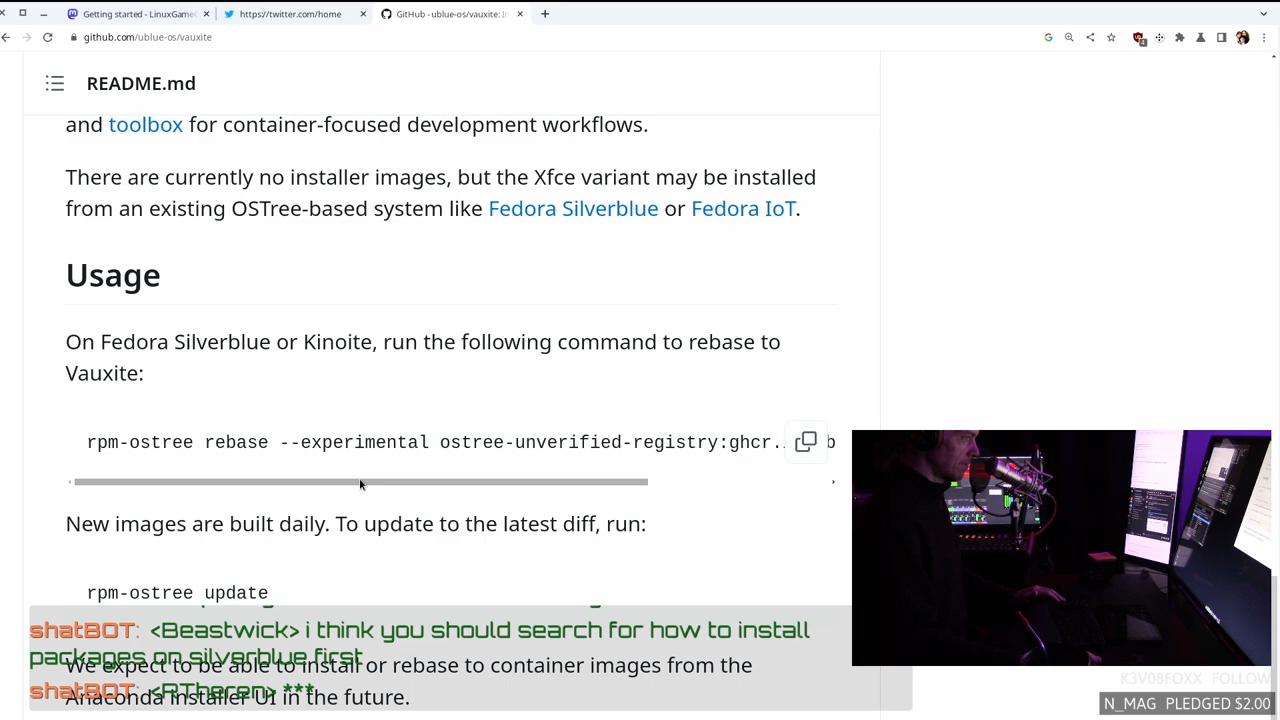 Getting started - LinuxGame
https://twitter.com/home
GitHub - ublue-os/vauxite: I
github.com/ublue-os/vauxite
README.md
and toolbox for container-focused development workflows.
There are currently no installer images, but the Xfce variant may be installed
from an existing OSTree-based system like Fedora Silverblue or Fedora IoT.
Usage
On Fedora Silverblue or Kinoite, run the following command to rebase to
Vauxite:
rpm-ostree rebase --experimental ostree-unverified-registry:ghcr.
New images are built daily. To update to the latest diff, run:
rpm-ostree update
shatBOT: <Beastwick> i think you should search for how to install
packages on silverblue first
We expect to be able to install or rebase to container images from the
shatBOT: <RTheren> ***
Anaconda installer UI in the future.
K3V08FOXX FOLLOW
N_MAG PLEDGED $2.00